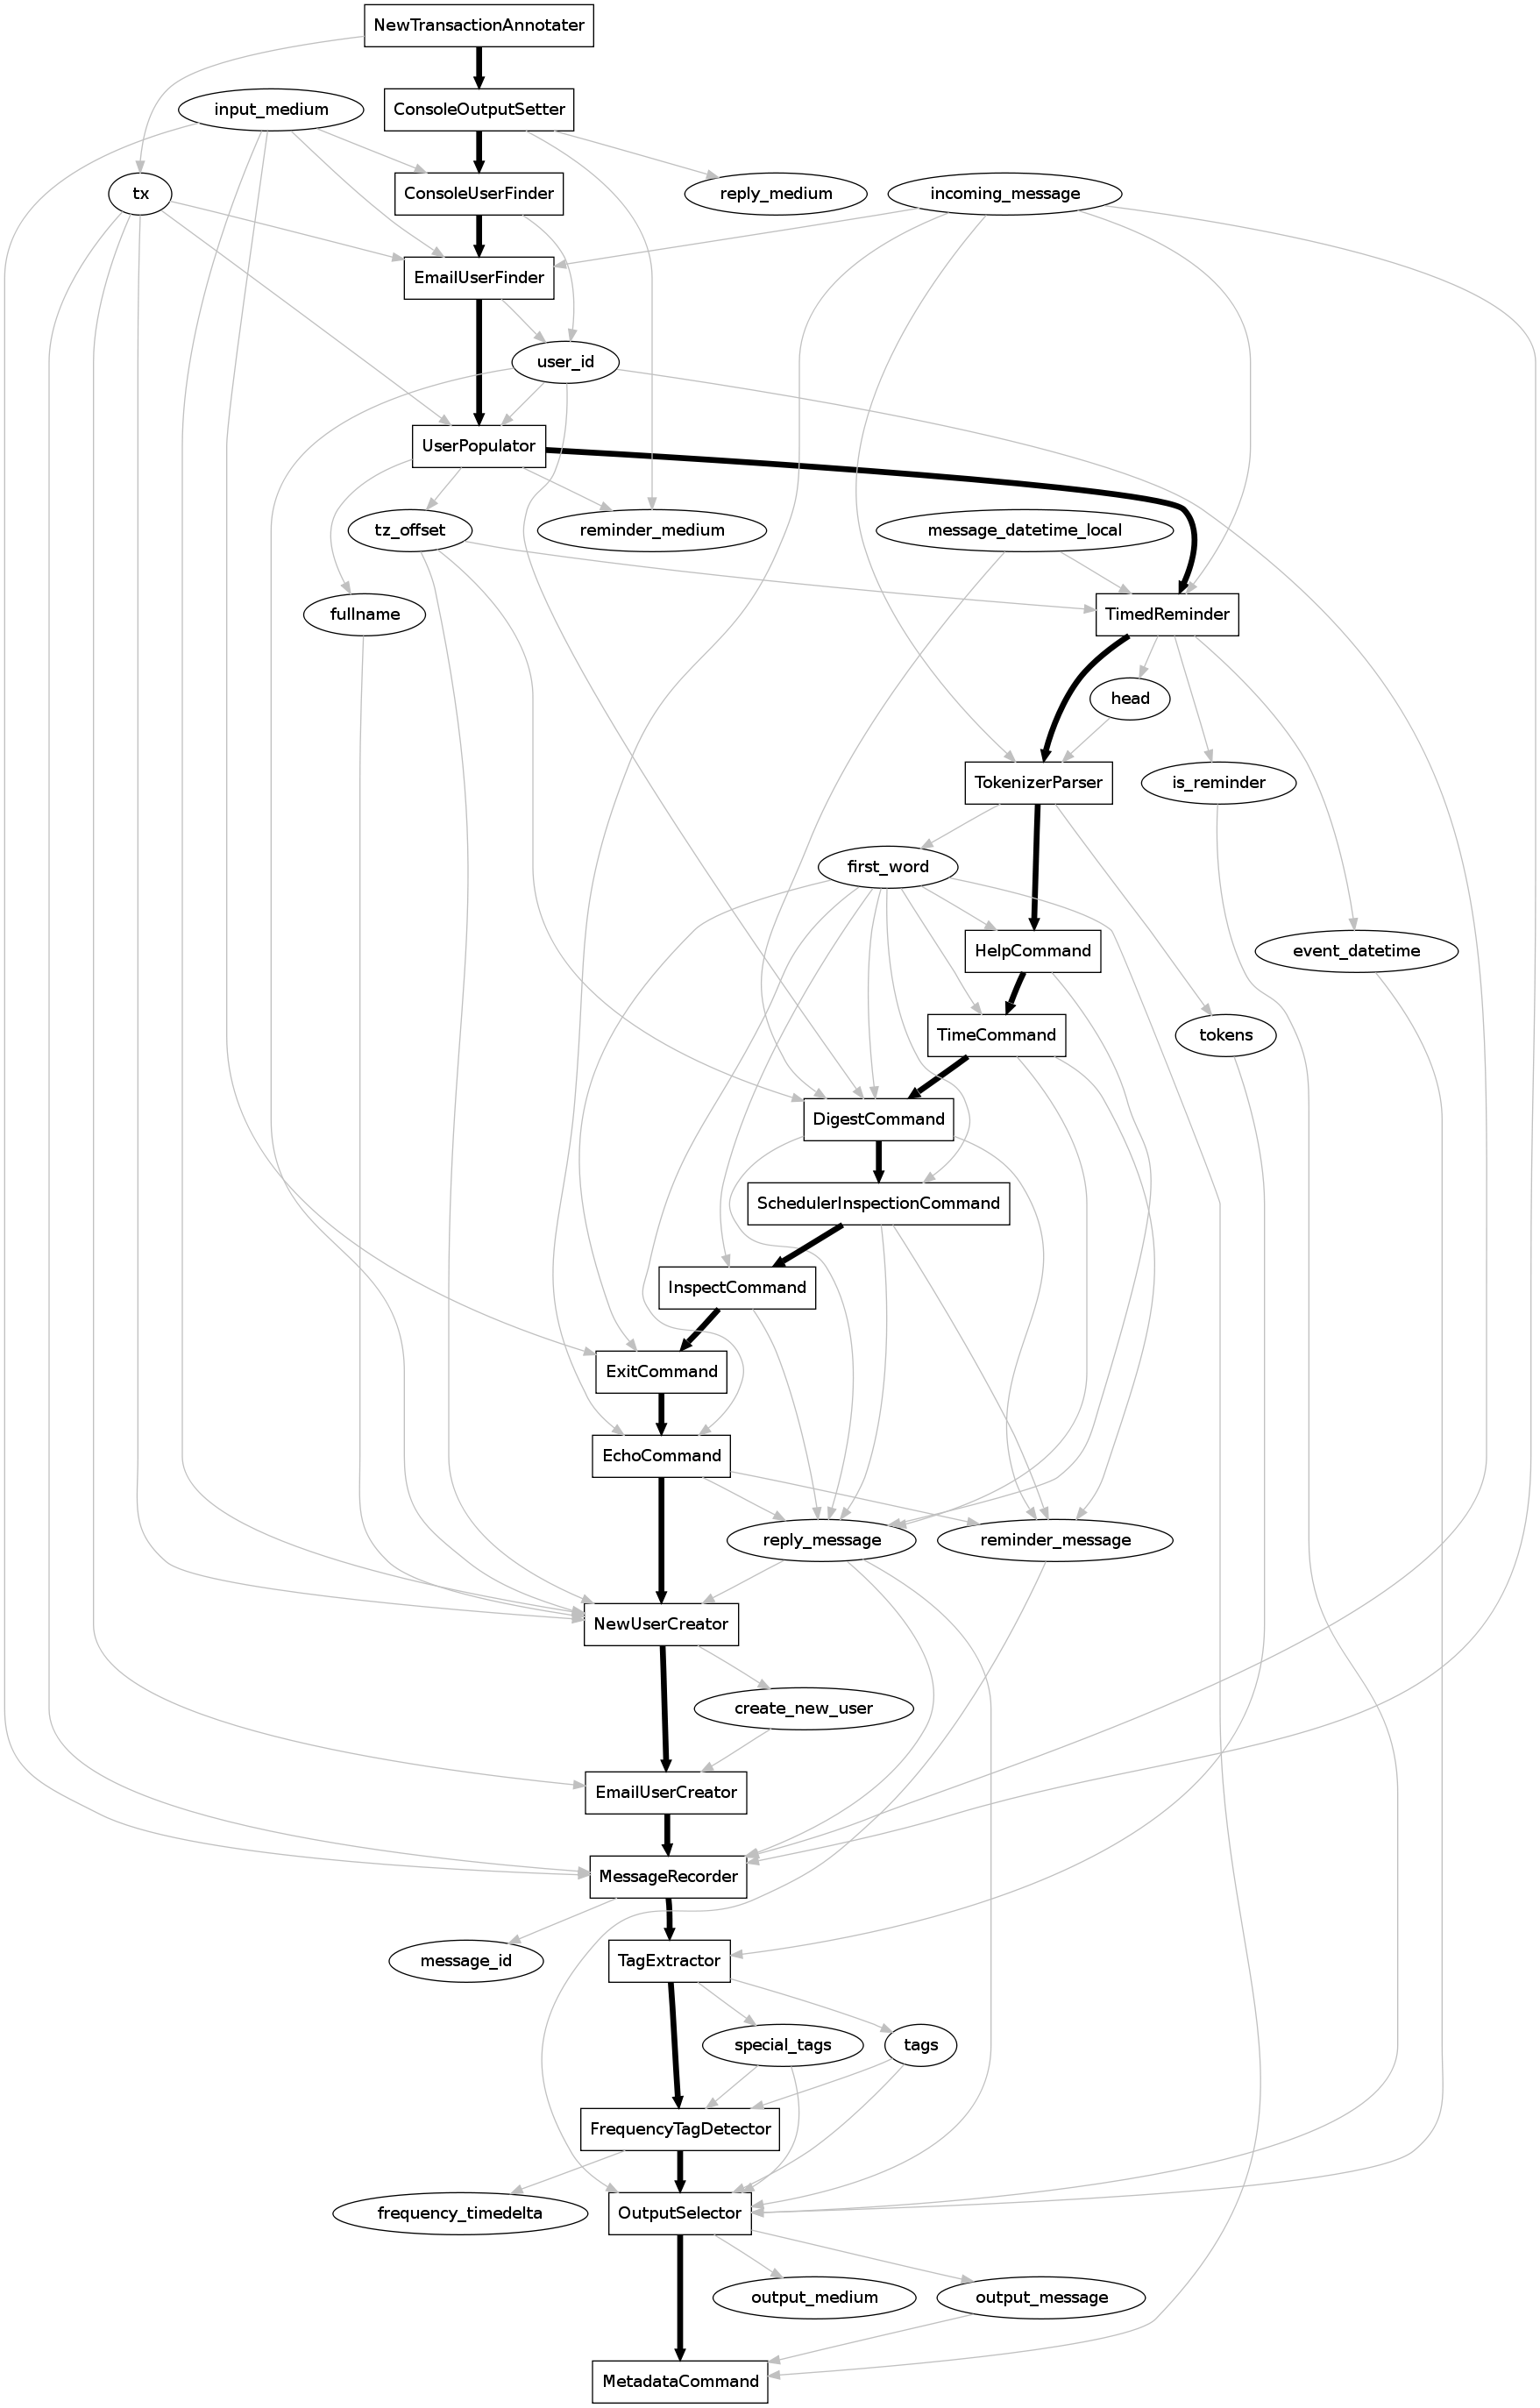 NewTransactionAnnotater
input_medium
ConsoleOutputSetter
tx
ConsoleUserFinder
reply_medium
incoming_message
EmailUserFinder
user_id
UserPopulator
tz_offset
reminder_medium
message_datetime_local
fullname
TimedReminder
head
TokenizerParser
is_reminder
first_word
HelpCommand
event_datetime
TimeCommand
tokens
DigestCommand
SchedulerInspectionCommand
InspectCommand
ExitCommand
EchoCommand
reply_message
reminder_message
NewUserCreator
create_new_user
EmailUserCreator
MessageRecorder
message_id
TagExtractor
special_tags
tags
FrequencyTagDetector
frequency_timedelta
OutputSelector
output_medium
output_message
MetadataCommand